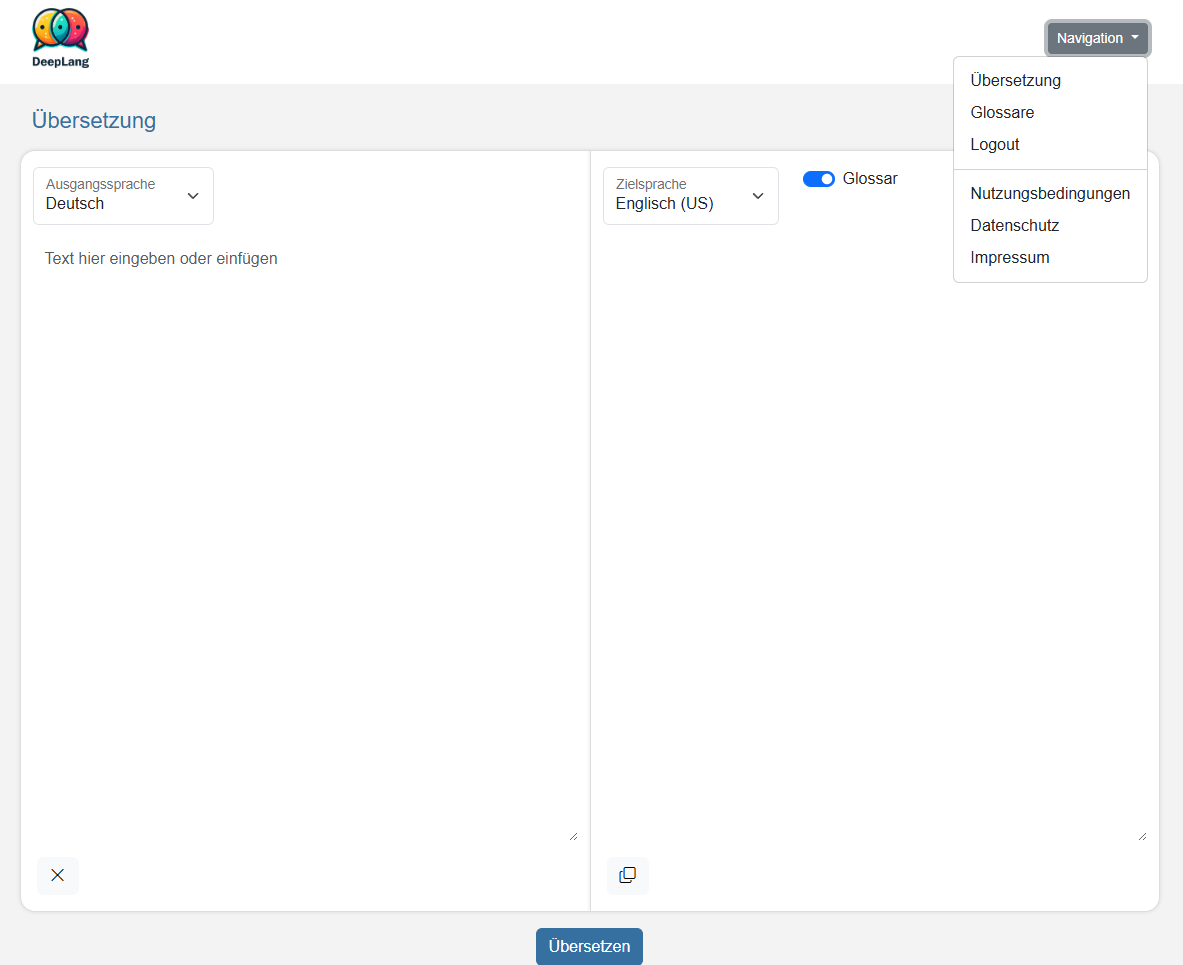 DeepLang
Navigation
Übersetzung
Glossare
Logout
Nutzungsbedingungen
Datenschutz
Impressum
Übersetzung
Ausgangssprache
Deutsch
Text hier eingeben oder einfügen
Zielsprache
Englisch (US)
Glossar
Übersetzen